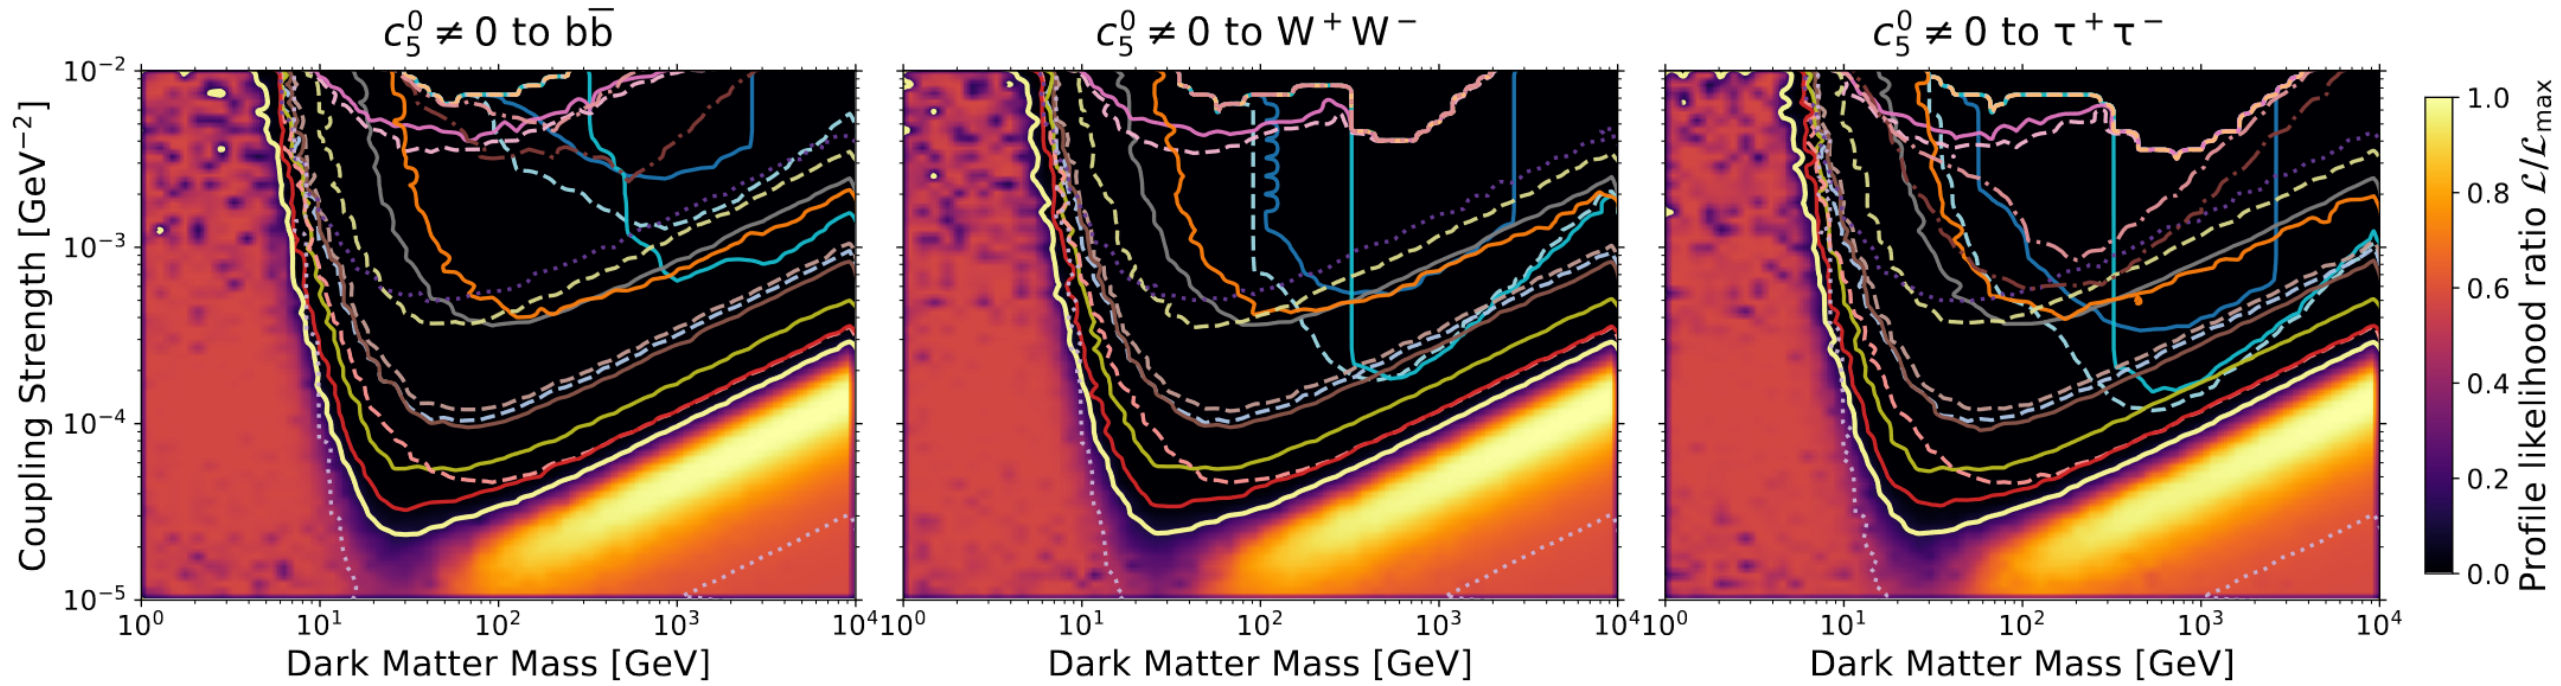 c₅⁰ ≠ 0 to bb̅
c₅⁰ ≠ 0 to W⁺W⁻
c₅⁰ ≠ 0 to τ⁺τ⁻
Coupling Strength [GeV⁻²]
10⁻²
10⁻³
10⁻⁴
10⁻⁵
10⁰ 10¹ 10² 10³ 10⁴
10⁰ 10¹ 10² 10³ 10⁴
10⁰ 10¹ 10² 10³ 10⁴
Dark Matter Mass [GeV]
Dark Matter Mass [GeV]
Dark Matter Mass [GeV]
1.0
0.8
0.6
0.4
0.2
0.0
Profile likelihood ratio ℒ/ℒmax